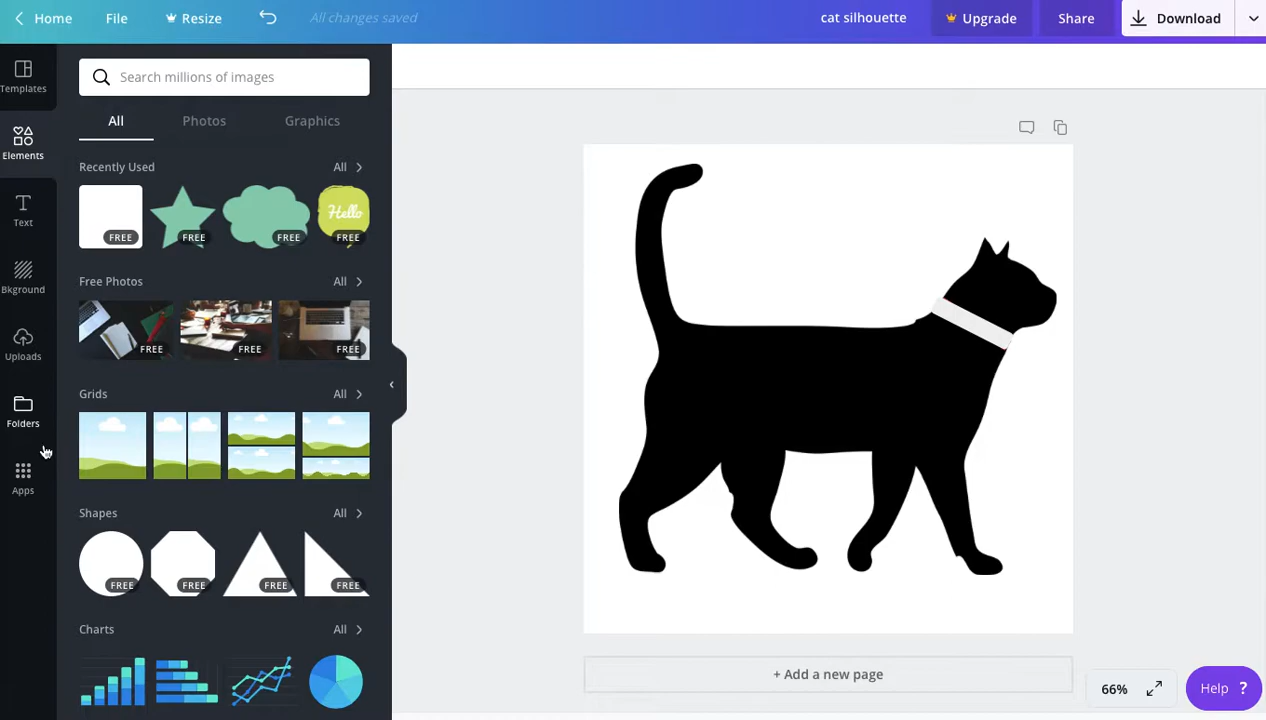 Home File Resize All changes saved cat silhouette Upgrade Share Download
Templates
Elements
Text
Bkground
Uploads
Folders
Apps
Search millions of images
All Photos Graphics
Recently Used All
FREE FREE FREE Hello FREE
Free Photos All
FREE FREE FREE
Grids All
Shapes All
FREE FREE FREE FREE
Charts All
+ Add a new page
66%
Help ?